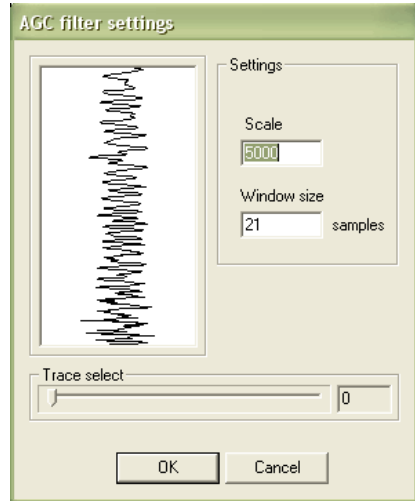 AGC filter settings
Settings
Scale
5000
Window size
21 samples
Trace select
0
OK Cancel